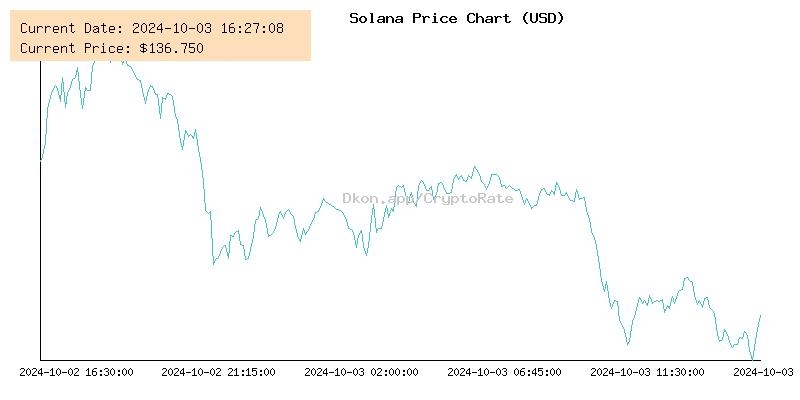 Solana Price Chart (USD)
Current Date: 2024-10-03 16:27:08
Current Price: $136.750
Dkon.app/CryptoRate
2024-10-02 16:30:00 2024-10-02 21:15:00 2024-10-03 02:00:00 2024-10-03 06:45:00 2024-10-03 11:30:00 2024-10-03